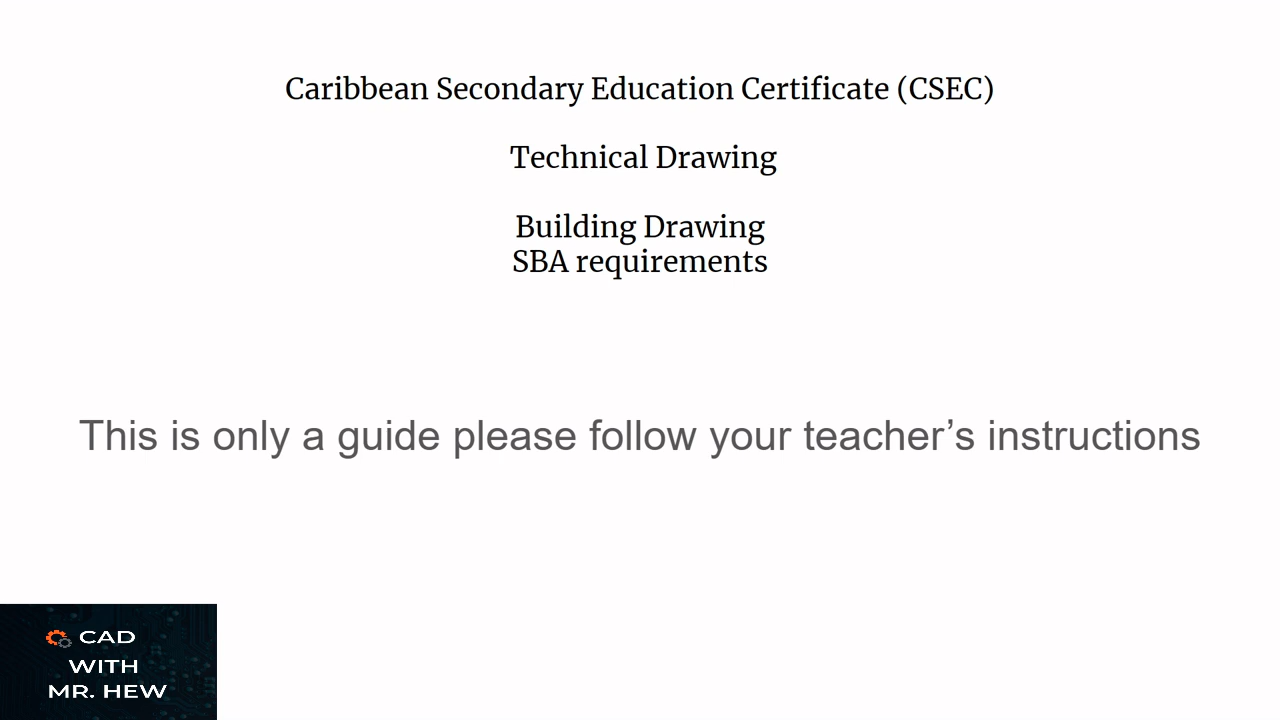 Caribbean Secondary Education Certificate (CSEC)
Technical Drawing
Building Drawing
SBA requirements
This is only a guide please follow your teacher’s instructions
CAD
WITH
MR. HEW